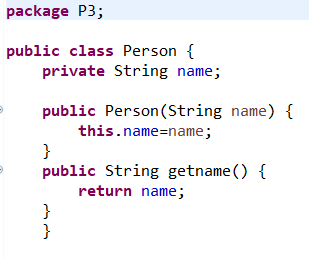 package P3;
public class Person {
    private String name;
    public Person(String name) {
        this.name=name;
    }
    public String getname() {
        return name;
    }
    }